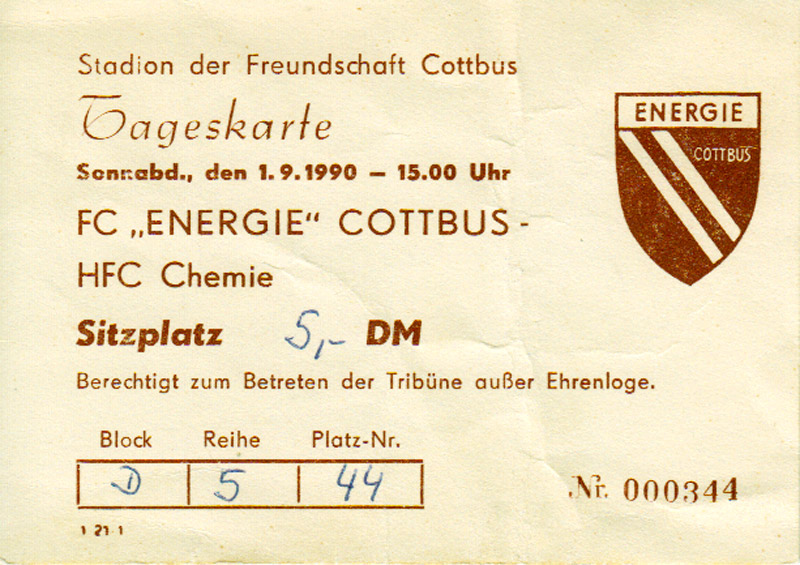 Stadion der Freundschaft Cottbus
Tageskarte
Sonnabd., den 1.9.1990 – 15.00 Uhr
FC „ENERGIE“ COTTBUS -
HFC Chemie
Sitzplatz 5,- DM
Berechtigt zum Betreten der Tribüne außer Ehrenloge.
Block Reihe Platz-Nr.
D 5 44
Nr. 000344
1 21 1
ENERGIE
COTTBUS